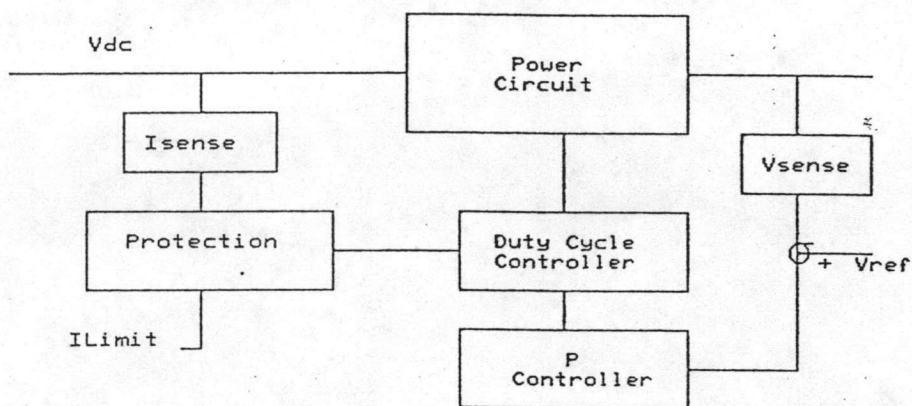 Vdc
Power
Circuit
Isense
Vsense
Protection
Duty Cycle
Controller
-
+ Vref
ILimit
P
Controller